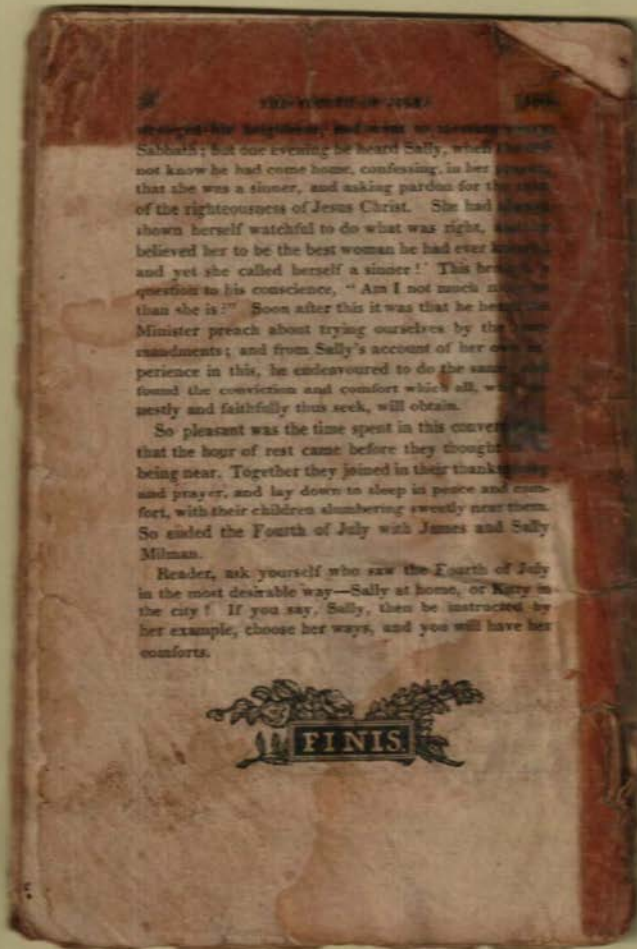 THE FOURTH OF JULY.
Sabbath; but one evening he heard Sally, when she did
not know he had come home, confessing, in her prayer,
that she was a sinner, and asking pardon for the sake
of the righteousness of Jesus Christ. She had always
shown herself watchful to do what was right, and he
believed her to be the best woman he had ever known,
and yet she called herself a sinner! This brought a
question to his conscience, "Am I not much more so
than she is?" Soon after this it was that he heard the
Minister preach about trying ourselves by the com-
mandments; and from Sally's account of her own ex-
perience in this, he endeavoured to do the same, and
found the conviction and comfort which all, who ear-
nestly and faithfully thus seek, will obtain.
So pleasant was the time spent in this conversation,
that the hour of rest came before they thought
being near. Together they joined in their thanksgiving
and prayer, and lay down to sleep in peace and com-
fort, with their children slumbering sweetly near them.
So ended the Fourth of July with James and Sally
Milman.
Reader, ask yourself who saw the Fourth of July
in the most desirable way—Sally at home, or Kitty in
the city? If you say, Sally, then be instructed by
her example, choose her ways, and you will have her
comforts.
FINIS.